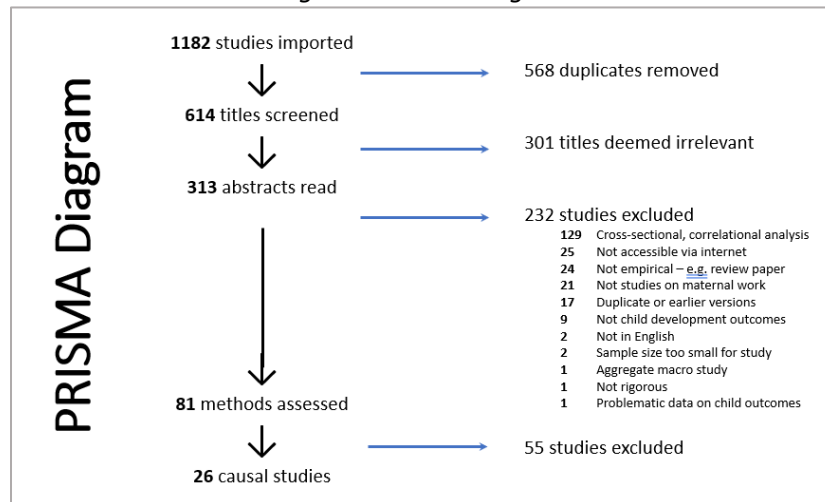 PRISMA Diagram
1182 studies imported
568 duplicates removed
614 titles screened
301 titles deemed irrelevant
313 abstracts read
232 studies excluded
129 Cross-sectional, correlational analysis
25 Not accessible via internet
24 Not empirical – e.g. review paper
21 Not studies on maternal work
17 Duplicate or earlier versions
9 Not child development outcomes
2 Not in English
2 Sample size too small for study
1 Aggregate macro study
1 Not rigorous
1 Problematic data on child outcomes
81 methods assessed
55 studies excluded
26 causal studies